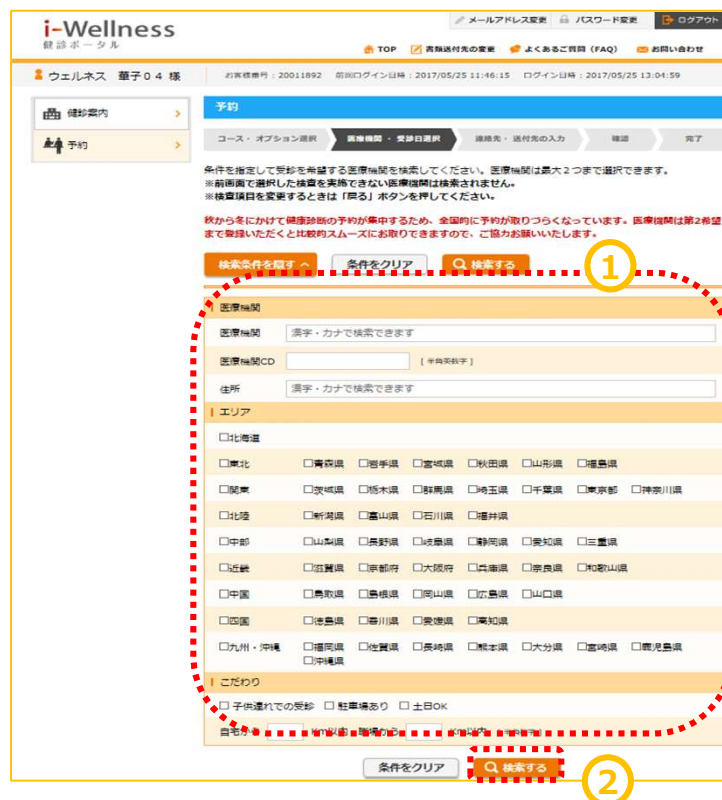 i-Wellness
健診ポータル
メールアドレス変更 パスワード変更 ログアウト
TOP 書類送付先の変更 よくあるご質問 (FAQ) お問い合わせ
ウェルネス 華子04 様 お客様番号：20011892 前回ログイン日時：2017/05/25 11:46:15 ログイン日時：2017/05/25 13:04:59
健診案内 >
予約 >
予約
コース・オプション選択 医療機関・受診日選択 連絡先・送付先の入力 確認 完了
条件を指定して受診を希望する医療機関を検索してください。医療機関は最大２つまで選択できます。
※前画面で選択した検査を実施できない医療機関は検索されません。
※検査項目を変更するときは「戻る」ボタンを押してください。
秋から冬にかけて健康診断の予約が集中するため、全国的に予約が取りづらくなっています。医療機関は第2希望
まで登録いただくと比較的スムーズにお取りできますので、ご協力お願いいたします。
検索条件を隠す 条件をクリア 検索する
1
医療機関
医療機関 漢字・カナで検索できます
医療機関CD [ 半角英数字 ]
住所 漢字・カナで検索できます
エリア
□北海道
□東北 □青森県 □岩手県 □宮城県 □秋田県 □山形県 □福島県
□関東 □茨城県 □栃木県 □群馬県 □埼玉県 □千葉県 □東京都 □神奈川県
□北陸 □新潟県 □富山県 □石川県 □福井県
□中部 □山梨県 □長野県 □岐阜県 □静岡県 □愛知県 □三重県
□近畿 □滋賀県 □京都府 □大阪府 □兵庫県 □奈良県 □和歌山県
□中国 □鳥取県 □島根県 □岡山県 □広島県 □山口県
□四国 □徳島県 □香川県 □愛媛県 □高知県
□九州・沖縄 □福岡県 □佐賀県 □長崎県 □熊本県 □大分県 □宮崎県 □鹿児島県
□沖縄県
こだわり
□ 子供連れでの受診 □ 駐車場あり □ 土日OK
自宅から Km以内 職場から Km以内
条件をクリア 検索する
2